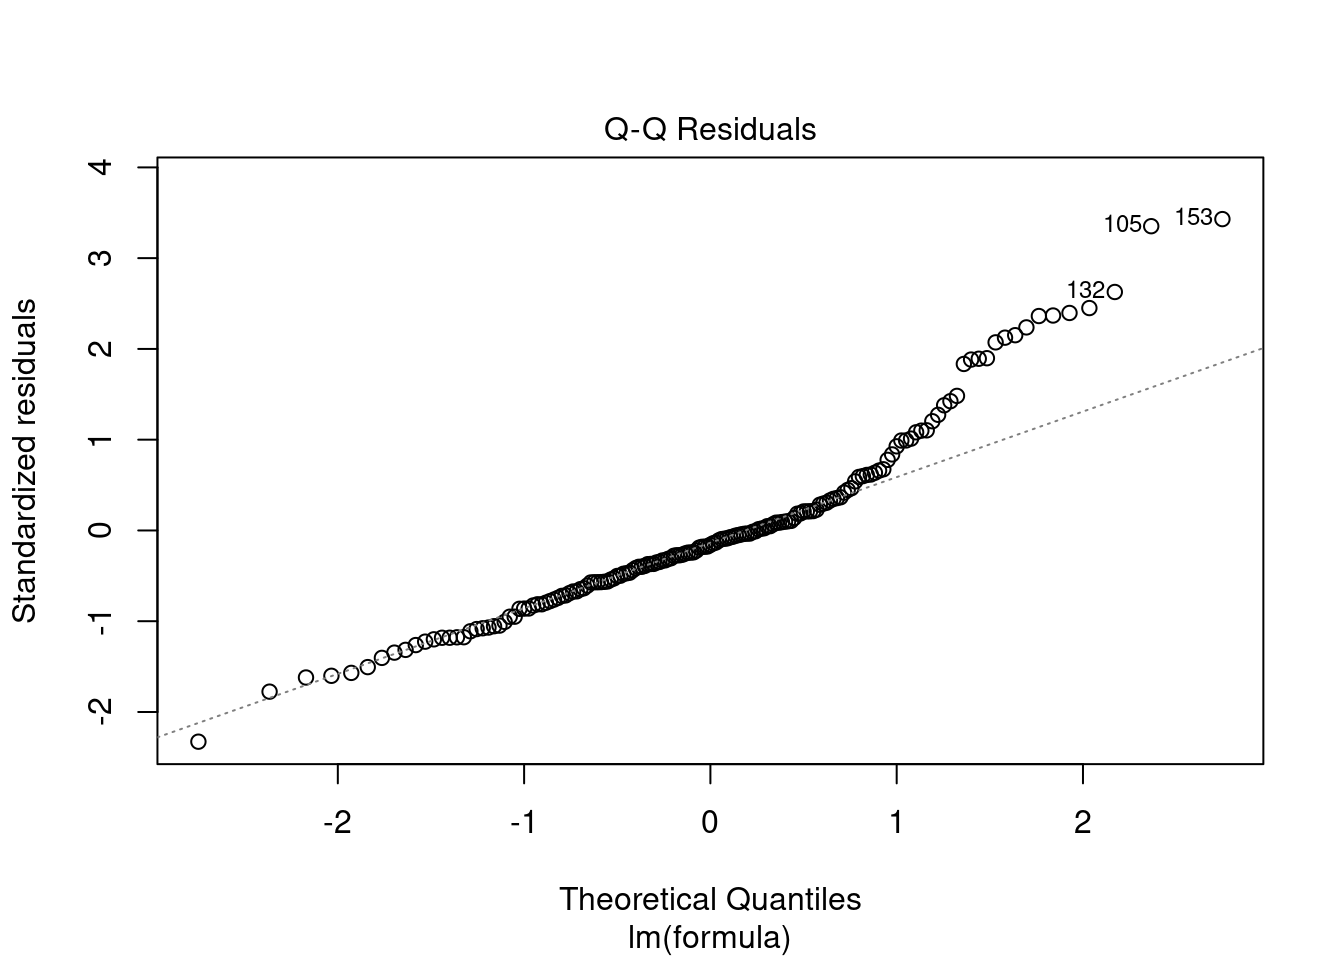 Q-Q Residuals
4
3
2
1
0
-1
-2
Standardized residuals
105
153
132
-2 -1 0 1 2
Theoretical Quantiles
lm(formula)